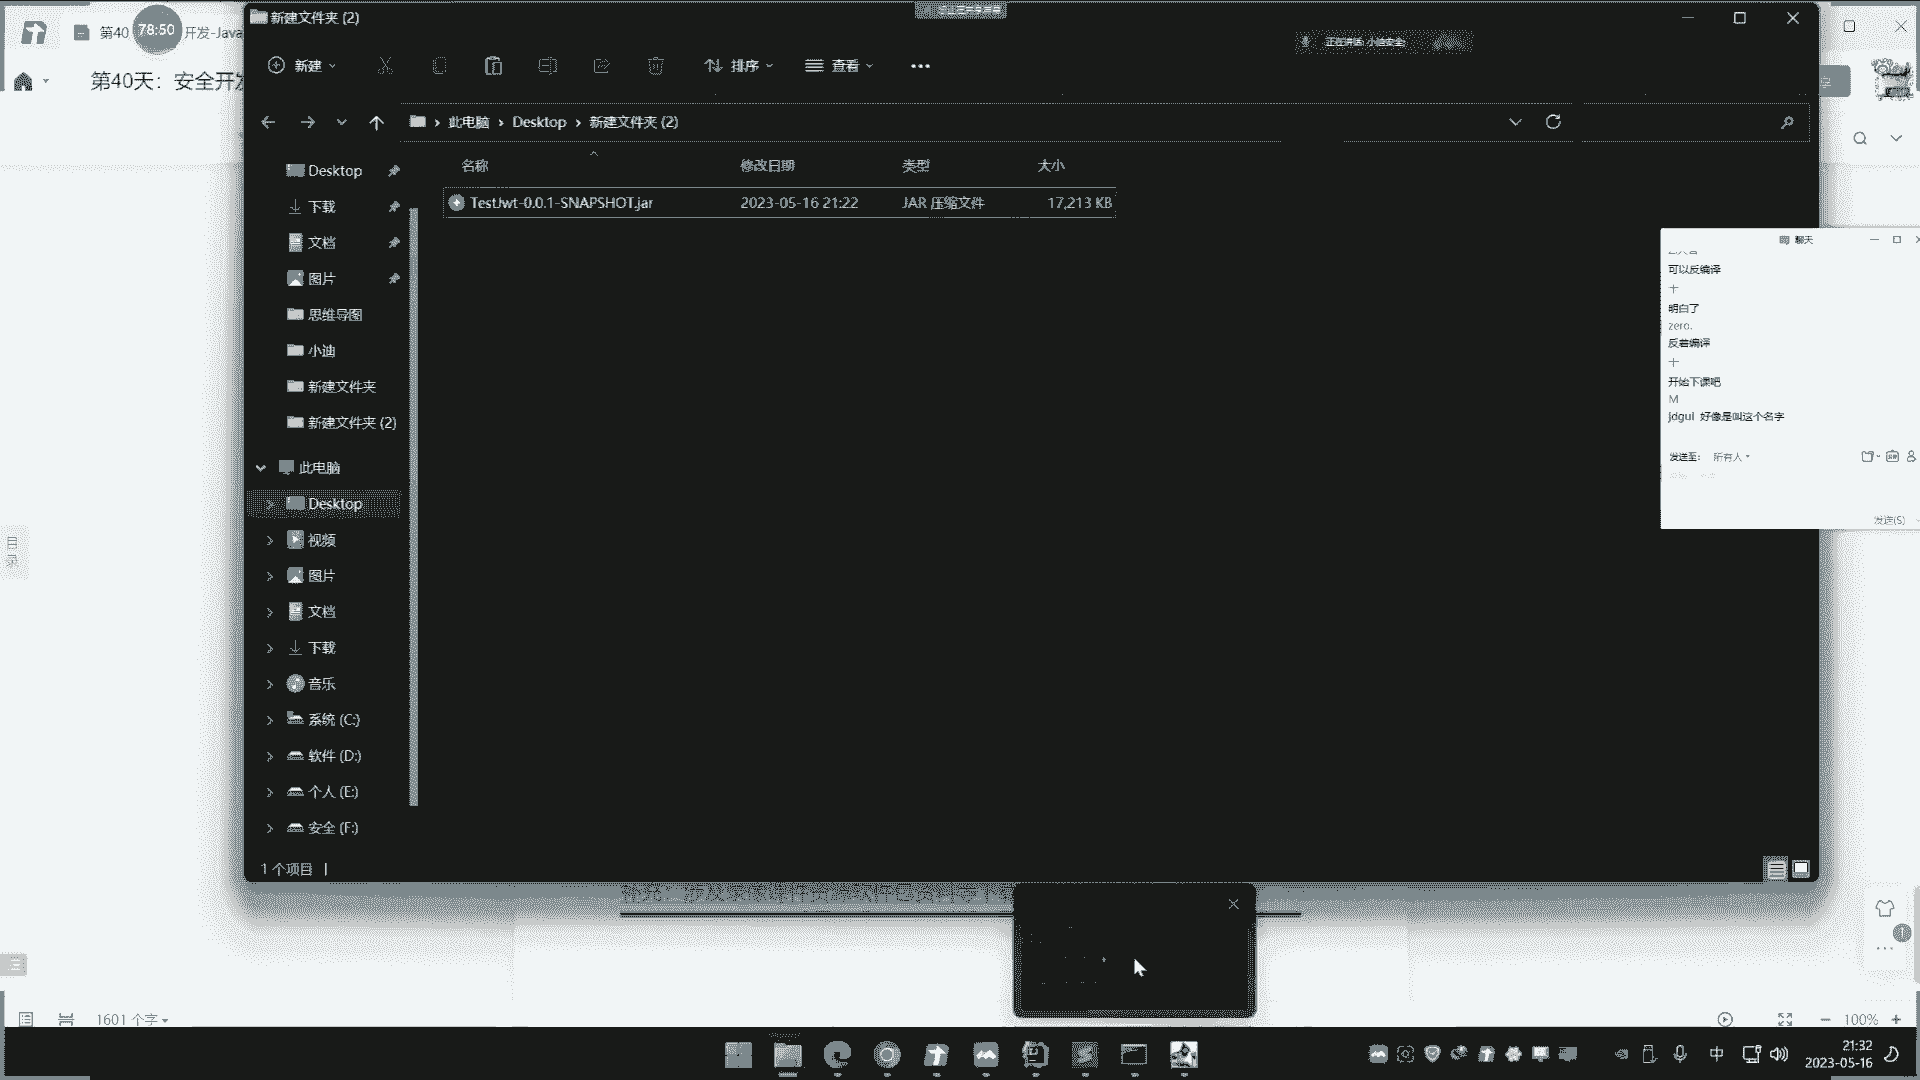 第40
78:50
开发-Java
第40天：安全开发
新建文件夹 (2)
正在讲话: 小迪安全;
新建
排序
查看
此电脑
Desktop
新建文件夹 (2)
名称
修改日期
类型
大小
TestJwt-0.0.1-SNAPSHOT.jar
2023-05-16 21:22
JAR 压缩文件
17,213 KB
Desktop
下载
文档
图片
思维导图
小迪
新建文件夹
新建文件夹 (2)
此电脑
Desktop
视频
图片
文档
下载
音乐
系统 (C:)
软件 (D:)
个人 (E:)
安全 (F:)
1 个项目
聊天
可以反编译
十
明白了
zero.
反着编译
十
开始下课吧
M
jdgui 好像是叫这个名字
发送至:
所有人
发送(S)
目
录
1601 个字
100%
中
21:32
2023-05-16